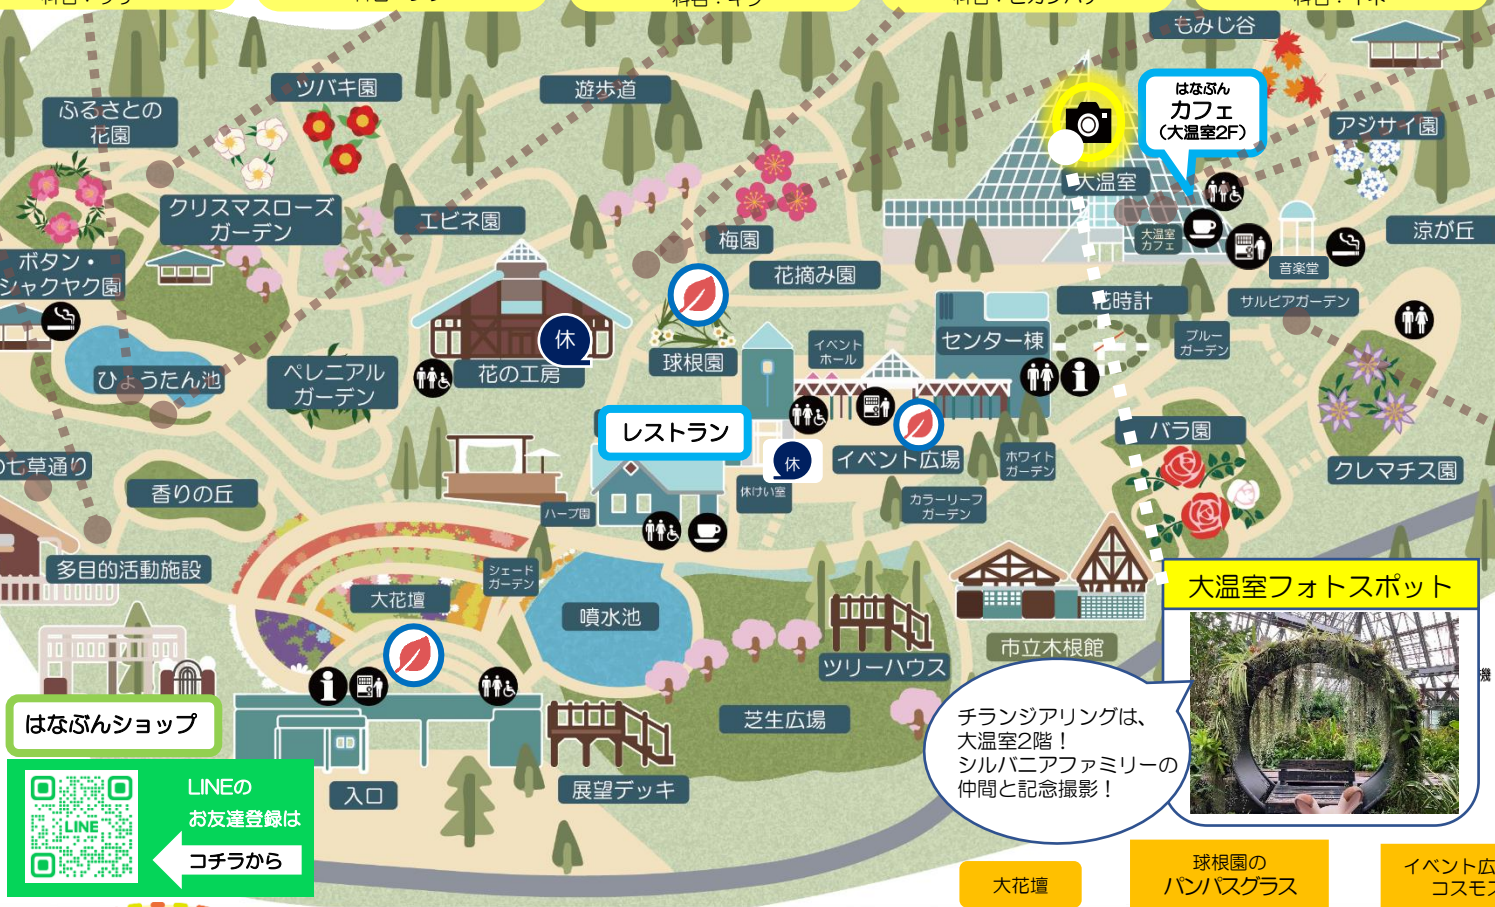 もみじ谷
はなぶん
カフェ
(大温室2F)
ツバキ園
遊歩道
ふるさとの
花園
アジサイ園
大温室
クリスマスローズ
ガーデン
エビネ園
梅園
大温室
カフェ
涼が丘
ボタン・
シャクヤク園
花摘み園
音楽堂
花時計
サルビアガーデン
休
センター棟
イベント
ホール
ブルー
ガーデン
球根園
ひょうたん池
ペレニアル
ガーデン
花の工房
レストラン
バラ園
の七草通り
休
イベント広場
ホワイト
ガーデン
クレマチス園
香りの丘
休けい室
カラーリーフ
ガーデン
ハーブ園
多目的活動施設
シェード
ガーデン
大花壇
噴水池
大温室フォトスポット
市立木根館
ツリーハウス
機
はなぶんショップ
芝生広場
チランジアリングは、
大温室2階！
シルバニアファミリーの
仲間と記念撮影！
入口
展望デッキ
LINEの
お友達登録は
コチラから
LINE
大花壇
球根園の
パンパスグラス
イベント広
コスモス